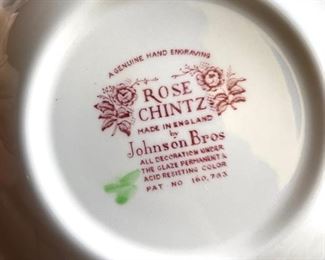 A GENUINE HAND ENGRAVING
ROSE
CHINTZ
MADE IN ENGLAND
by
Johnson Bros
ALL DECORATION UNDER
THE GLAZE PERMANENT &
ACID RESISTING COLOR
PAT NO 160,763